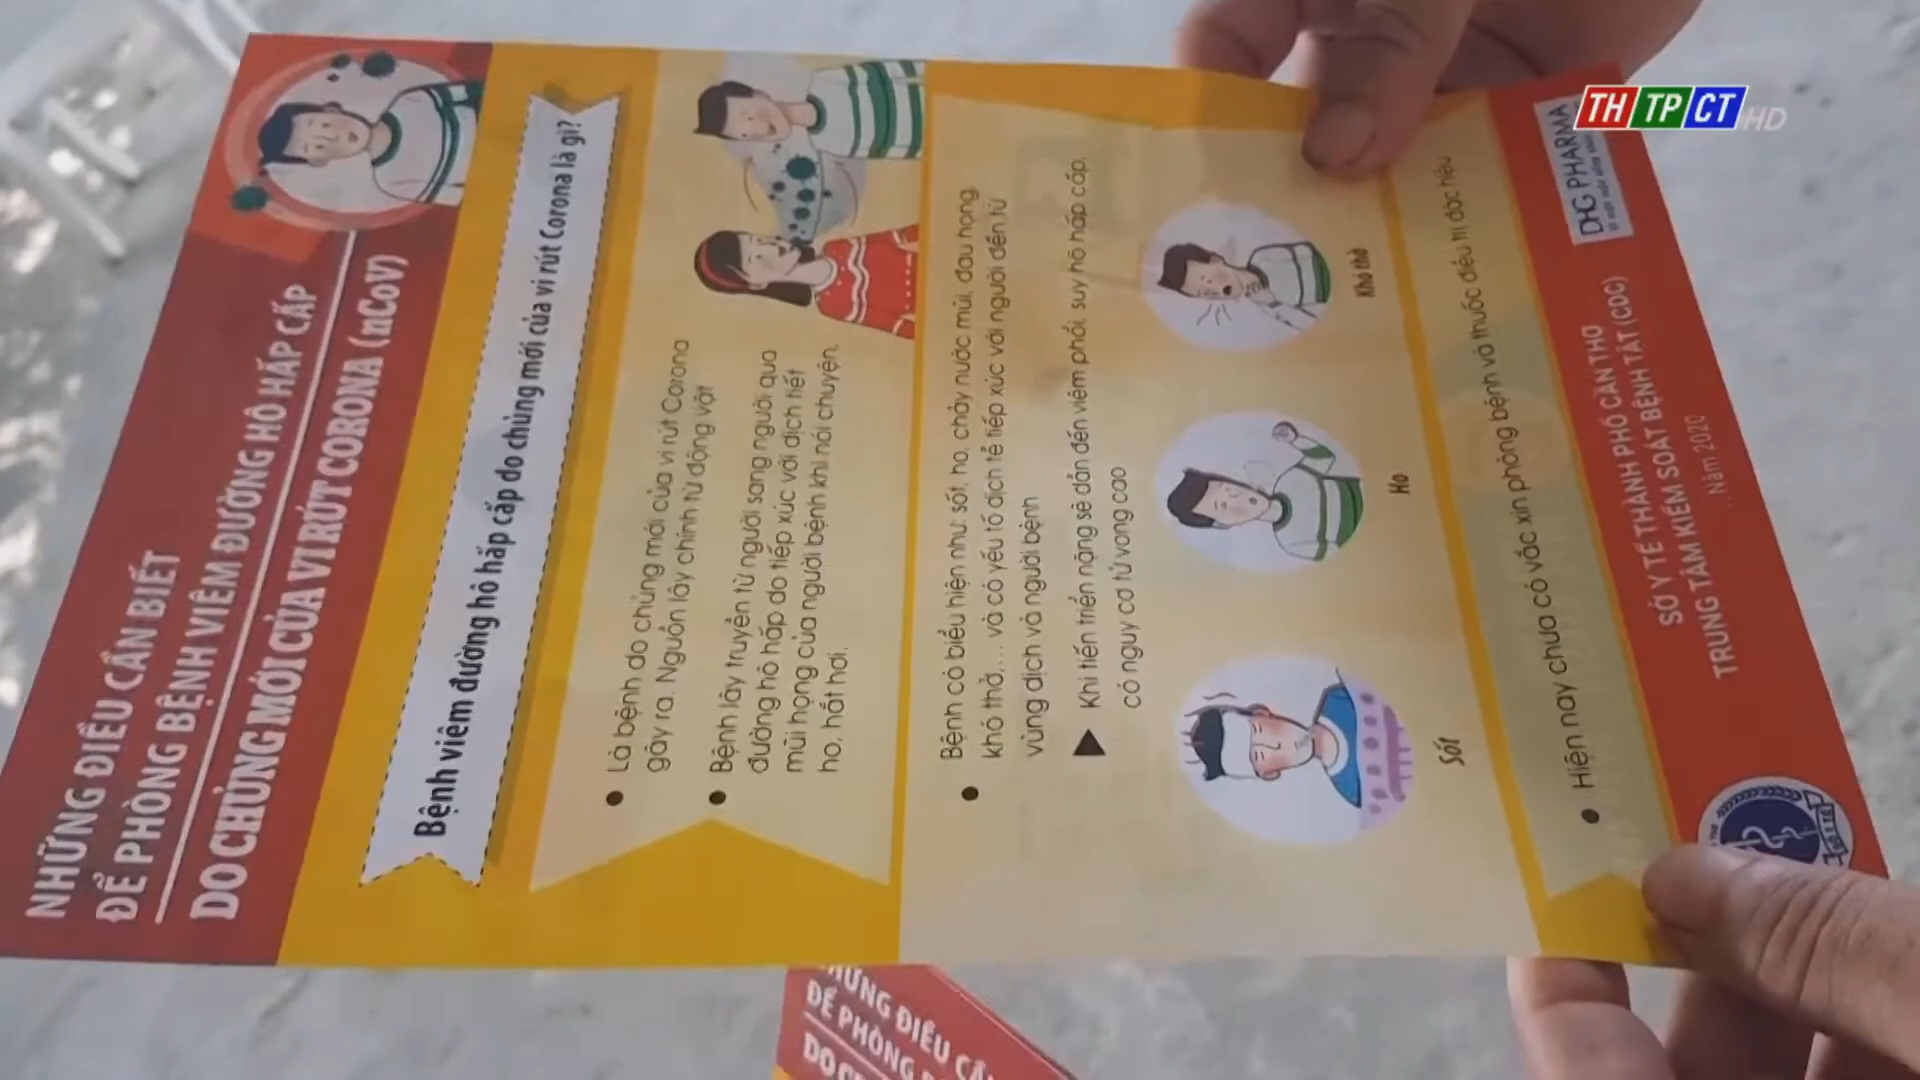 THTPCT HD
NHỮNG ĐIỀU CẦN BIẾT
ĐỂ PHÒNG BỆNH VIÊM ĐƯỜNG HÔ HẤP CẤP
DO CHỦNG MỚI CỦA VI RÚT CORONA (nCoV)
Bệnh viêm đường hô hấp cấp do chủng mới của vi rút Corona là gì?
Là bệnh do chủng mới của vi rút Corona
gây ra. Nguồn lây chính từ động vật
Bệnh lây truyền từ người sang người qua
đường hô hấp do tiếp xúc với dịch tiết
mũi họng của người bệnh khi nói chuyện,
ho, hắt hơi.
Bệnh có biểu hiện như: sốt, ho, chảy nước mũi, đau họng,
khó thở,... và có yếu tố dịch tễ tiếp xúc với người đến từ
vùng dịch và người bệnh
Khi tiến triển nặng sẽ dẫn đến viêm phổi, suy hô hấp cấp,
có nguy cơ tử vong cao
Sốt
Ho
Khó thở
Hiện nay chưa có vắc xin phòng bệnh và thuốc điều trị đặc hiệu
SỞ Y TẾ THÀNH PHỐ CẦN THƠ
TRUNG TÂM KIỂM SOÁT BỆNH TẬT (CDC)
Năm 2020
DHG PHARMA
SỞ Y TẾ
NHỮNG ĐIỀU
ĐỂ PHÒNG